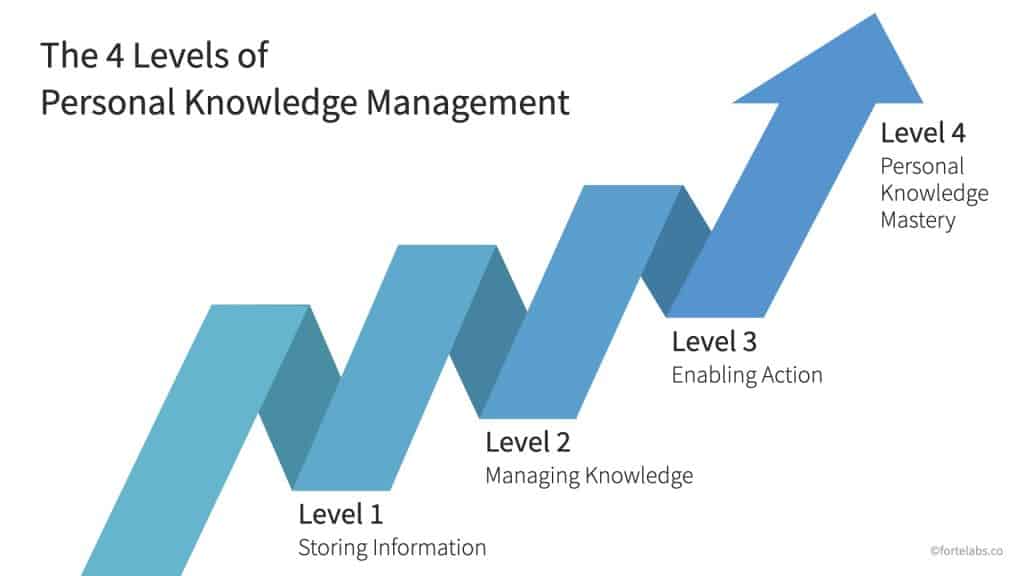 The 4 Levels of
Personal Knowledge Management
Level 4
Personal
Knowledge
Mastery
Level 3
Enabling Action
Level 2
Managing Knowledge
Level 1
Storing Information
©fortelabs.co